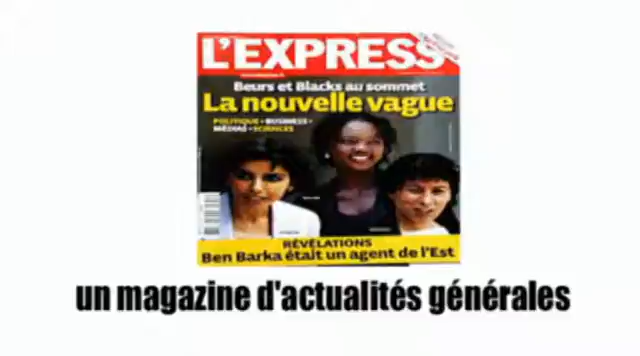 L'EXPRESS
Beurs et Blacks au sommet
La nouvelle vague
POLITIQUE • BUSINESS •
MÉDIAS • SCIENCES
RÉVÉLATIONS
Ben Barka était un agent de l'Est
un magazine d'actualités générales